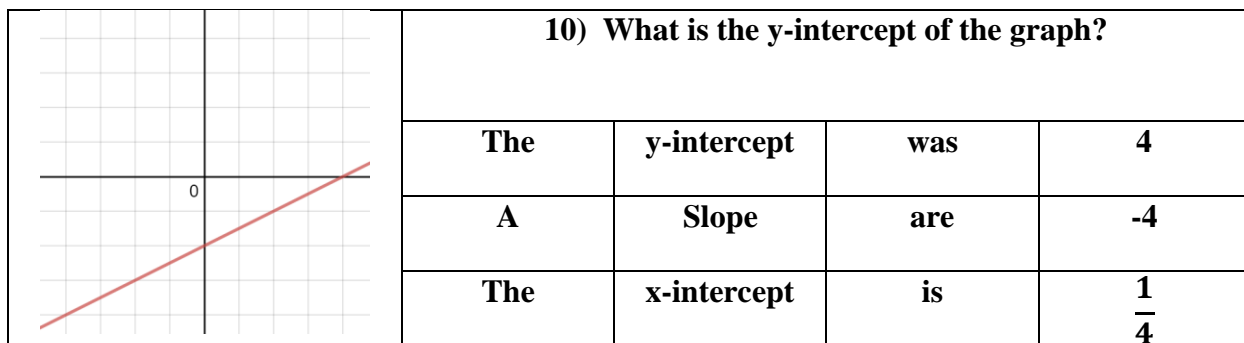 10) What is the y-intercept of the graph?
0
The y-intercept was 4
A Slope are -4
The x-intercept is 1/4